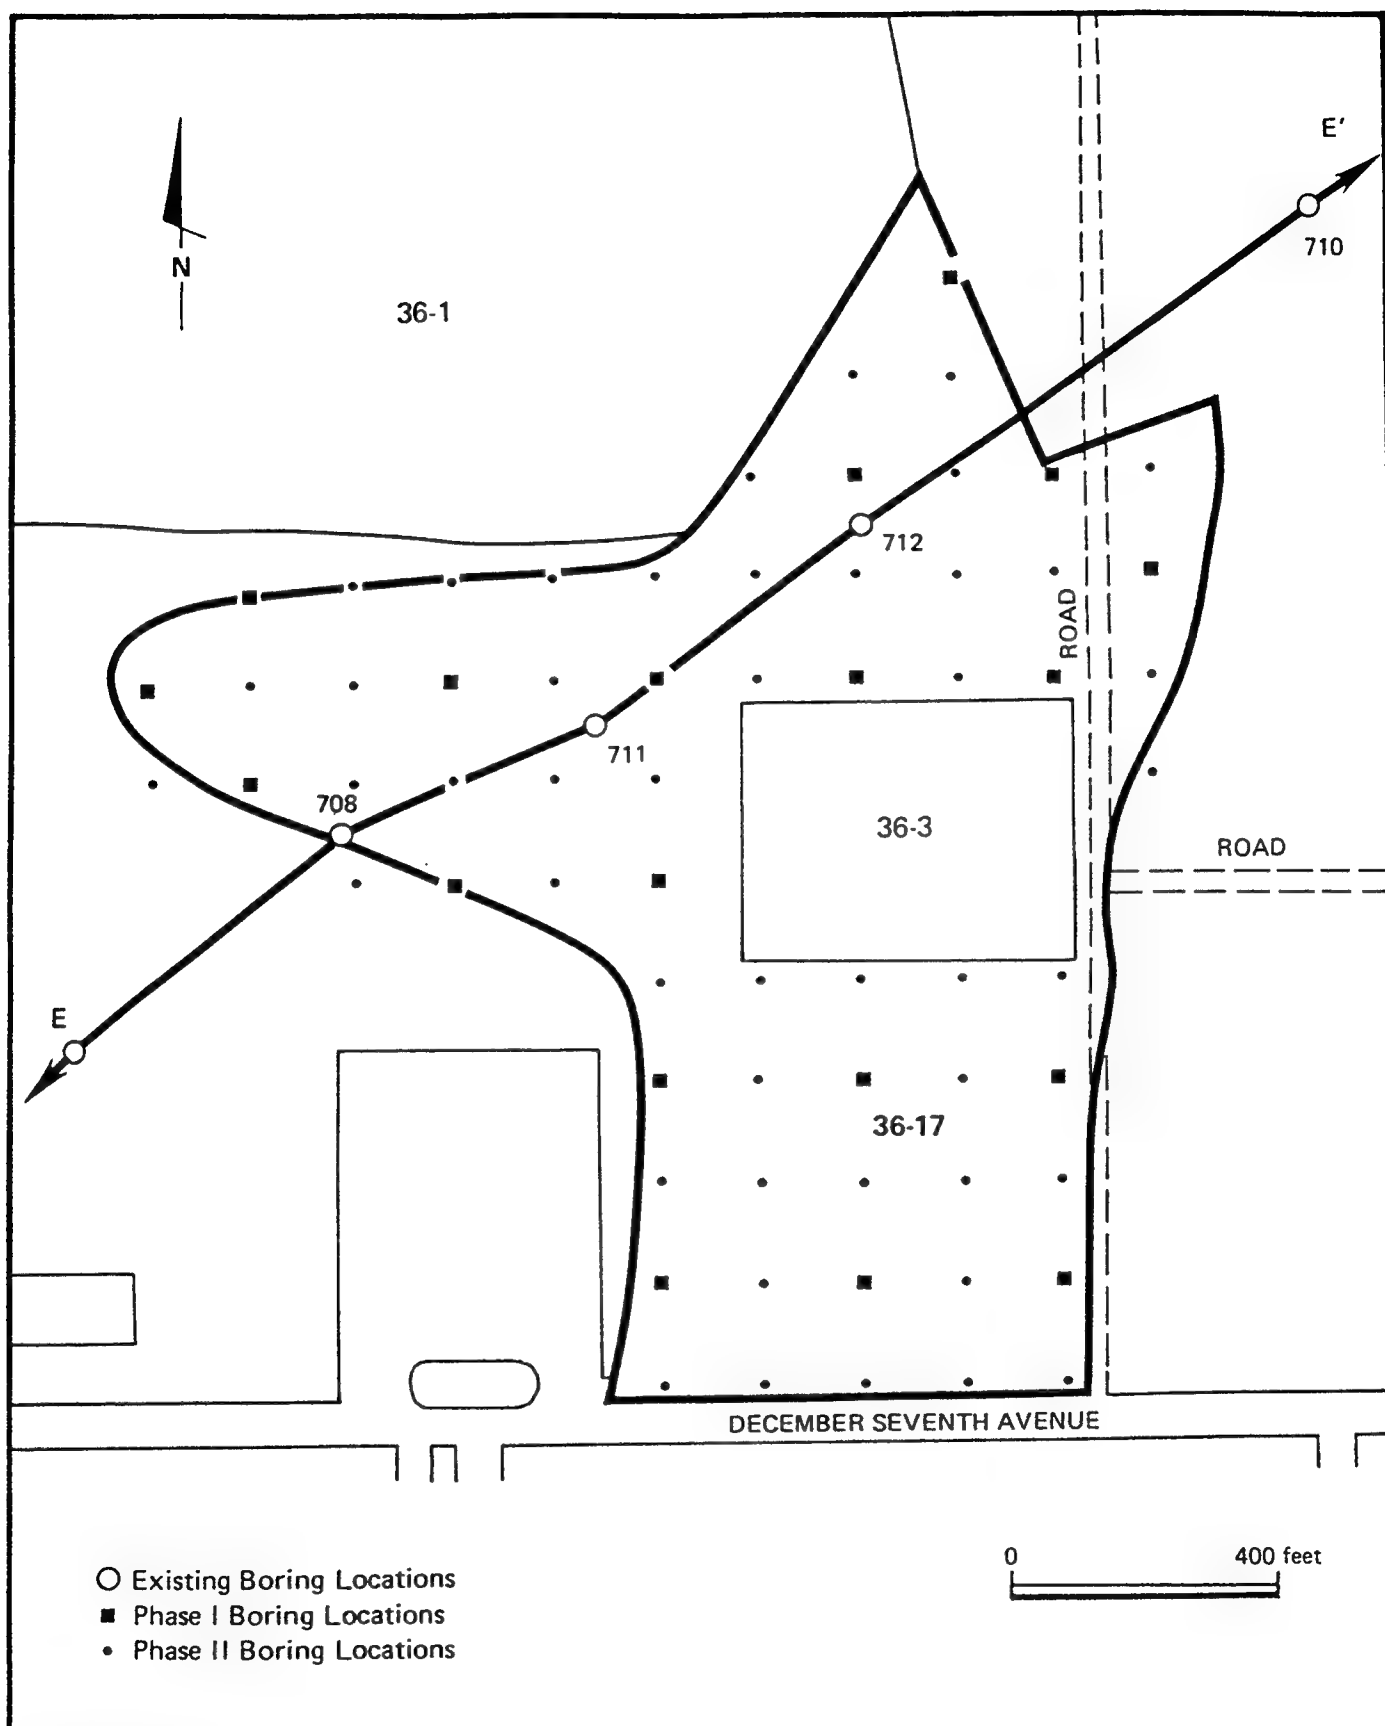 E'
710
N
36-1
712
ROAD
711
708
36-3
ROAD
E
36-17
DECEMBER SEVENTH AVENUE
0 400 feet
Existing Boring Locations
Phase I Boring Locations
Phase II Boring Locations